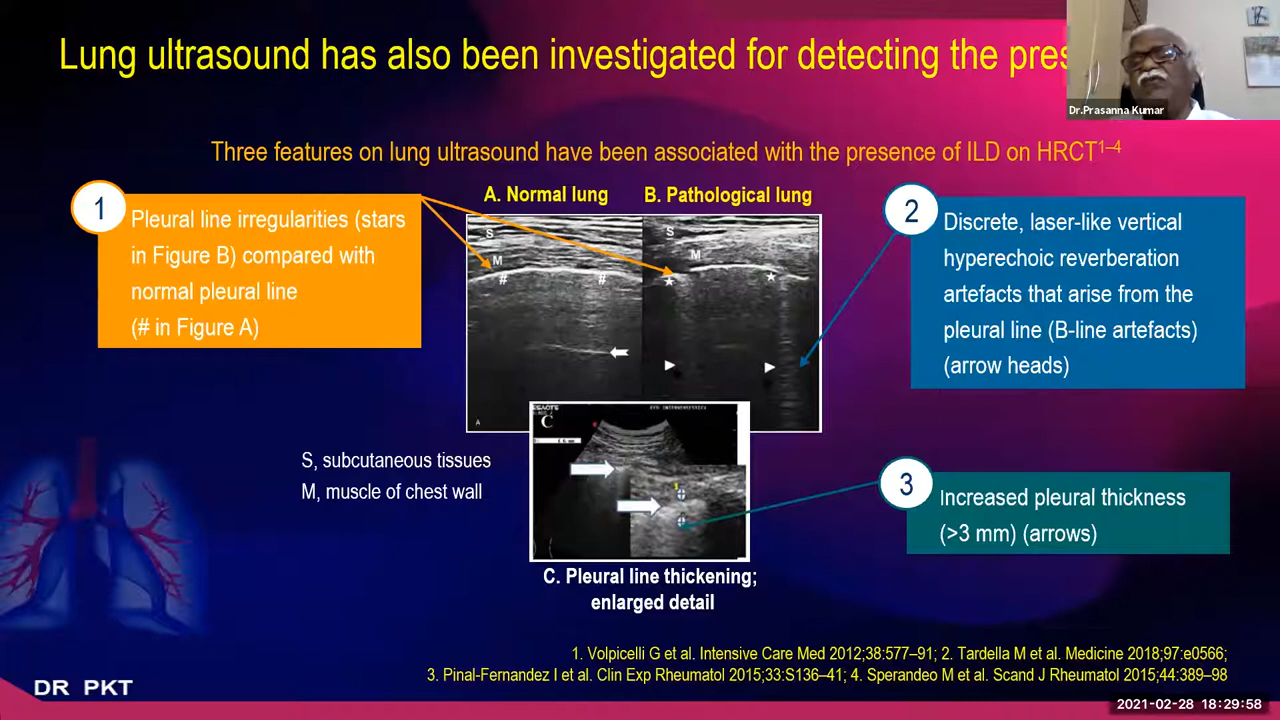 Lung ultrasound has also been investigated for detecting the pres
Dr.Prasanna Kumar
Three features on lung ultrasound have been associated with the presence of ILD on HRCT1–4
1
Pleural line irregularities (stars
in Figure B) compared with
normal pleural line
(# in Figure A)
A. Normal lung
B. Pathological lung
S
M
#
#
A
S
M
2
Discrete, laser-like vertical
hyperechoic reverberation
artefacts that arise from the
pleural line (B-line artefacts)
(arrow heads)
C
S, subcutaneous tissues
M, muscle of chest wall
3
Increased pleural thickness
(>3 mm) (arrows)
C. Pleural line thickening;
enlarged detail
1. Volpicelli G et al. Intensive Care Med 2012;38:577–91; 2. Tardella M et al. Medicine 2018;97:e0566;
3. Pinal-Fernandez I et al. Clin Exp Rheumatol 2015;33:S136–41; 4. Sperandeo M et al. Scand J Rheumatol 2015;44:389–98
DR PKT
2021-02-28 18:29:58